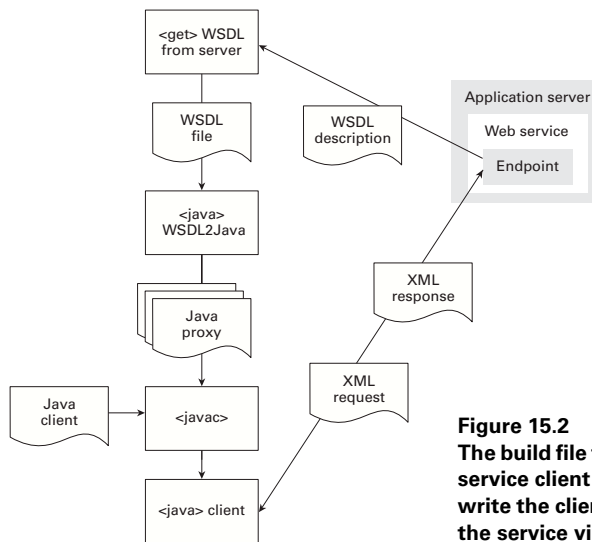 <get> WSDL
from server
WSDL
file
WSDL
description
Application server
Web service
Endpoint
<java>
WSDL2Java
Java
proxy
XML
response
XML
request
Java
client
<javac>
<java> client
Figure 15.2
The build file
service client
write the clien
the service vi